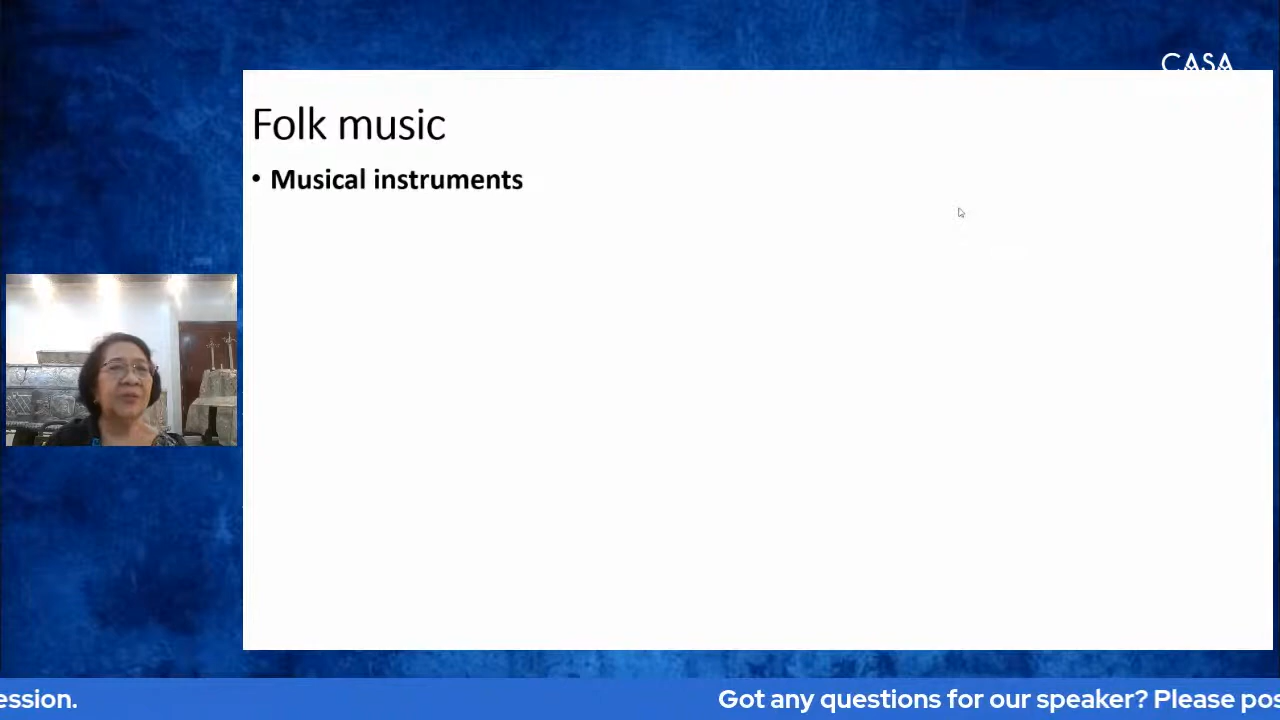 CASA
Folk music
• Musical instruments
ession.
Got any questions for our speaker? Please pos